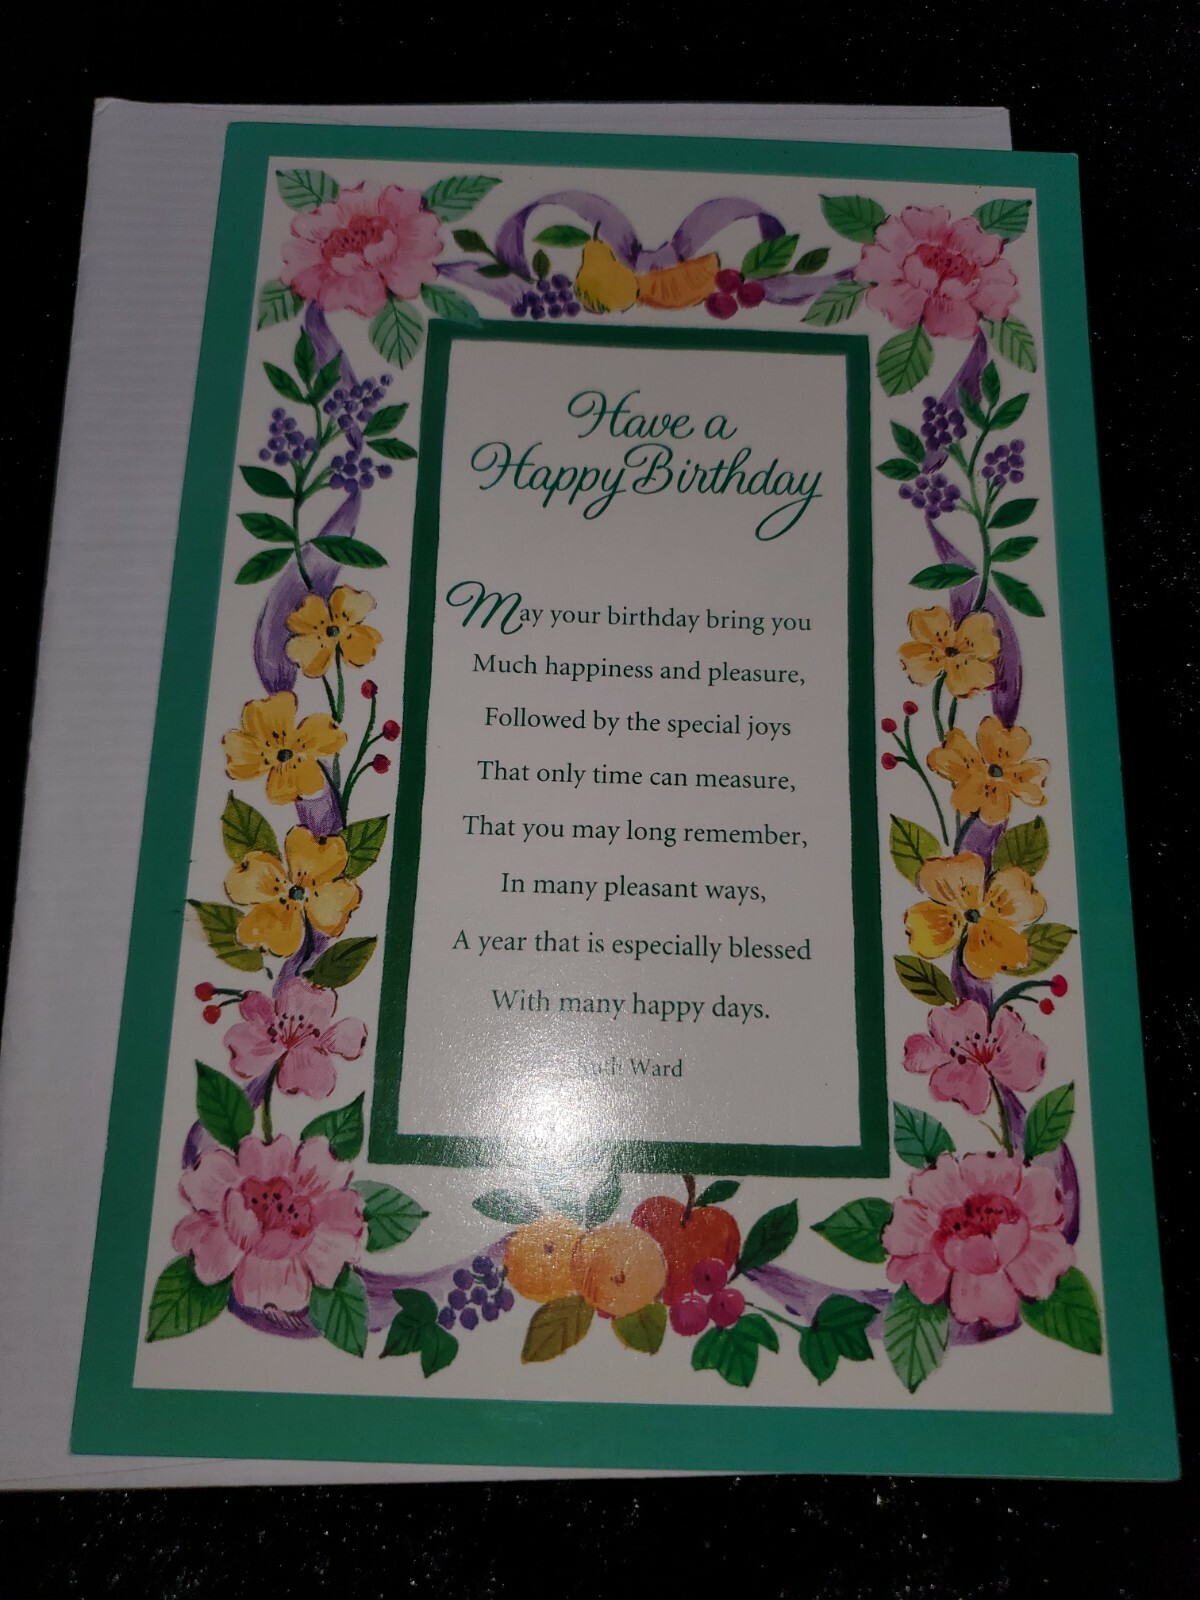 Have a
Happy Birthday
May your birthday bring you
Much happiness and pleasure,
Followed by the special joys
That only time can measure,
That you may long remember,
In many pleasant ways,
A year that is especially blessed
With many happy days.
Ruth Ward